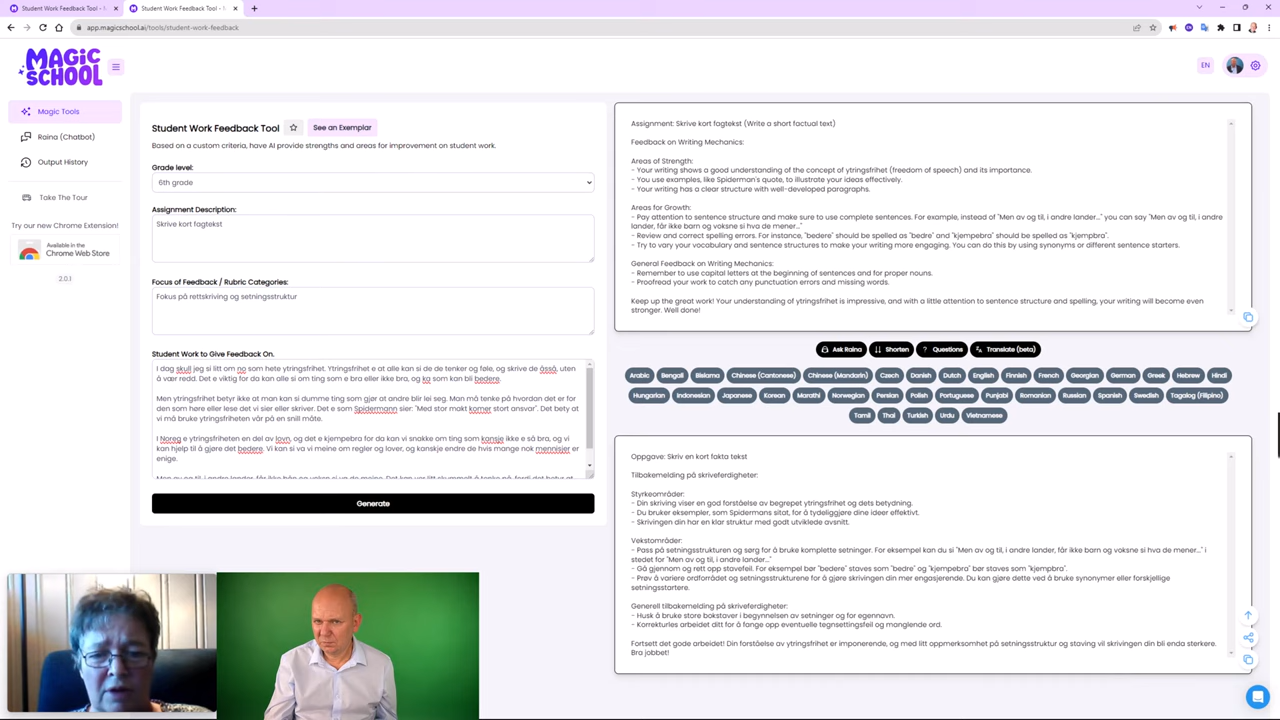 Student Work Feedback Tool
Student Work Feedback Tool
app.magicschool.ai/tools/student-work-feedback
MAGIC SCHOOL
EN
Magic Tools
Raina (Chatbot)
Output History
Take The Tour
Try our new Chrome Extension!
Available in the
Chrome Web Store
2.0.1
Student Work Feedback Tool
See an Exemplar
Based on a custom criteria, have AI provide strengths and areas for improvement on student work.
Grade level:
6th grade
Assignment Description:
Skrive kort fagtekst
Focus of Feedback / Rubric Categories:
Fokus på rettskriving og setningsstruktur
Student Work to Give Feedback On.
I dag skull jeg si litt om no som hete ytringsfrihet. Ytringsfrihet e at alle kan si de de tenker og føle, og skrive de åsså, uten
å vær redd. Det e viktig for da kan alle si om ting som e bra eller ikke bra, og ka som kan bli bedere.
Men ytringsfrihet betyr ikke at man kan si dumme ting som gjør at andre blir lei seg. Man må tenke på hvordan det er for
den som høre eller lese det vi sier eller skriver. Det e som Spidermann sier: "Med stor makt komer stort ansvar". Det bety at
vi må bruke ytringsfriheten vår på en snill måte.
I Noreg e ytringsfriheten en del av lovn, og det e kjempebra for da kan vi snakke om ting som kansje ikke e så bra, og vi
kan hjelp til å gjøre det bedere. Vi kan si va vi meine om regler og lover, og kanskje endre de hvis mange nok mennisjer er
enige.
Generate
Assignment: Skrive kort fagtekst (Write a short factual text)
Feedback on Writing Mechanics:
Areas of Strength:
- Your writing shows a good understanding of the concept of ytringsfrihet (freedom of speech) and its importance.
- You use examples, like Spiderman's quote, to illustrate your ideas effectively.
- Your writing has a clear structure with well-developed paragraphs.
Areas for Growth:
- Pay attention to sentence structure and make sure to use complete sentences. For example, instead of "Men av og til, i andre lander..." you can say "Men av og til, i andre
lander, får ikke barn og voksne si hva de mener..."
- Review and correct spelling errors. For instance, "bedere" should be spelled as "bedre" and "kjempebra" should be spelled as "kjempbra".
- Try to vary your vocabulary and sentence structures to make your writing more engaging. You can do this by using synonyms or different sentence starters.
General Feedback on Writing Mechanics:
- Remember to use capital letters at the beginning of sentences and for proper nouns.
- Proofread your work to catch any punctuation errors and missing words.
Keep up the great work! Your understanding of ytringsfrihet is impressive, and with a little attention to sentence structure and spelling, your writing will become even
stronger. Well done!
Ask Raina Shorten Questions Translate (beta)
Arabic Bengali Bislama Chinese (Cantonese) Chinese (Mandarin) Czech Danish Dutch English Finnish French Georgian German Greek Hebrew Hindi
Hungarian Indonesian Japanese Korean Marathi Norwegian Persian Polish Portuguese Punjabi Romanian Russian Spanish Swedish Tagalog (Filipino)
Tamil Thai Turkish Urdu Vietnamese
Oppgave: Skriv en kort fakta tekst
Tilbakemelding på skriveferdigheter:
Styrkeområder:
- Din skriving viser en god forståelse av begrepet ytringsfrihet og dets betydning.
- Du bruker eksempler, som Spidermans sitat, for å tydeliggjøre dine ideer effektivt.
- Skrivingen din har en klar struktur med godt utviklede avsnitt.
Vekstområder:
- Pass på setningsstrukturen og sørg for å bruke komplette setninger. For eksempel kan du si "Men av og til, i andre lander, får ikke barn og voksne si hva de mener..." i
stedet for "Men av og til, i andre lander..."
- Gå gjennom og rett opp stavefeil. For eksempel bør "bedere" staves som "bedre" og "kjempebra" bør staves som "kjempbra".
- Prøv å variere ordforrådet og setningsstrukturene for å gjøre skrivingen din mer engasjerende. Du kan gjøre dette ved å bruke synonymer eller forskjellige
setningsstartere.
Generell tilbakemelding på skriveferdigheter:
- Husk å bruke store bokstaver i begynnelsen av setninger og for egennavn.
- Korrekturles arbeidet ditt for å fange opp eventuelle tegnsettingsfeil og manglende ord.
Fortsett det gode arbeidet! Din forståelse av ytringsfrihet er imponerende, og med litt oppmerksomhet på setningsstruktur og staving vil skrivingen din bli enda sterkere.
Bra jobbet!